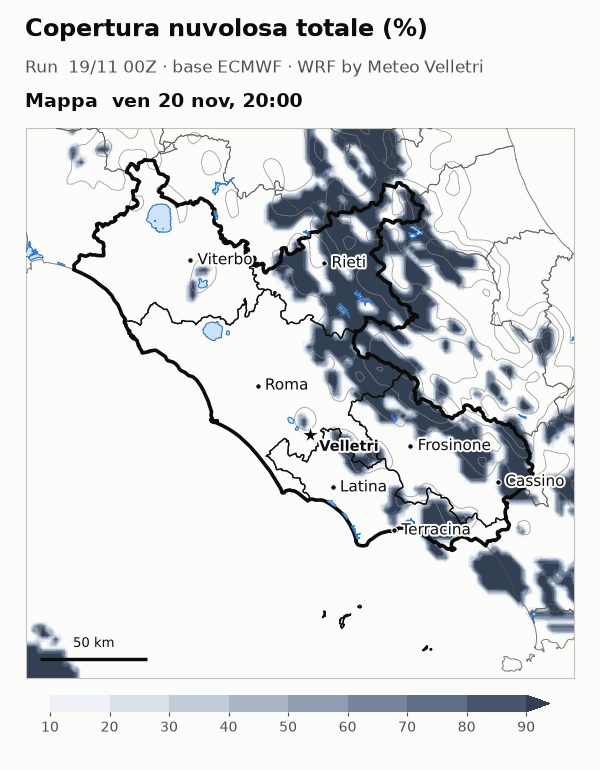 Copertura nuvolosa totale (%)
Run  19/11 00Z · base ECMWF · WRF by Meteo Velletri
Mappa  ven 20 nov, 20:00
Viterbo
Rieti
Roma
Velletri
Frosinone
Cassino
Latina
Terracina
50 km
10 20 30 40 50 60 70 80 90